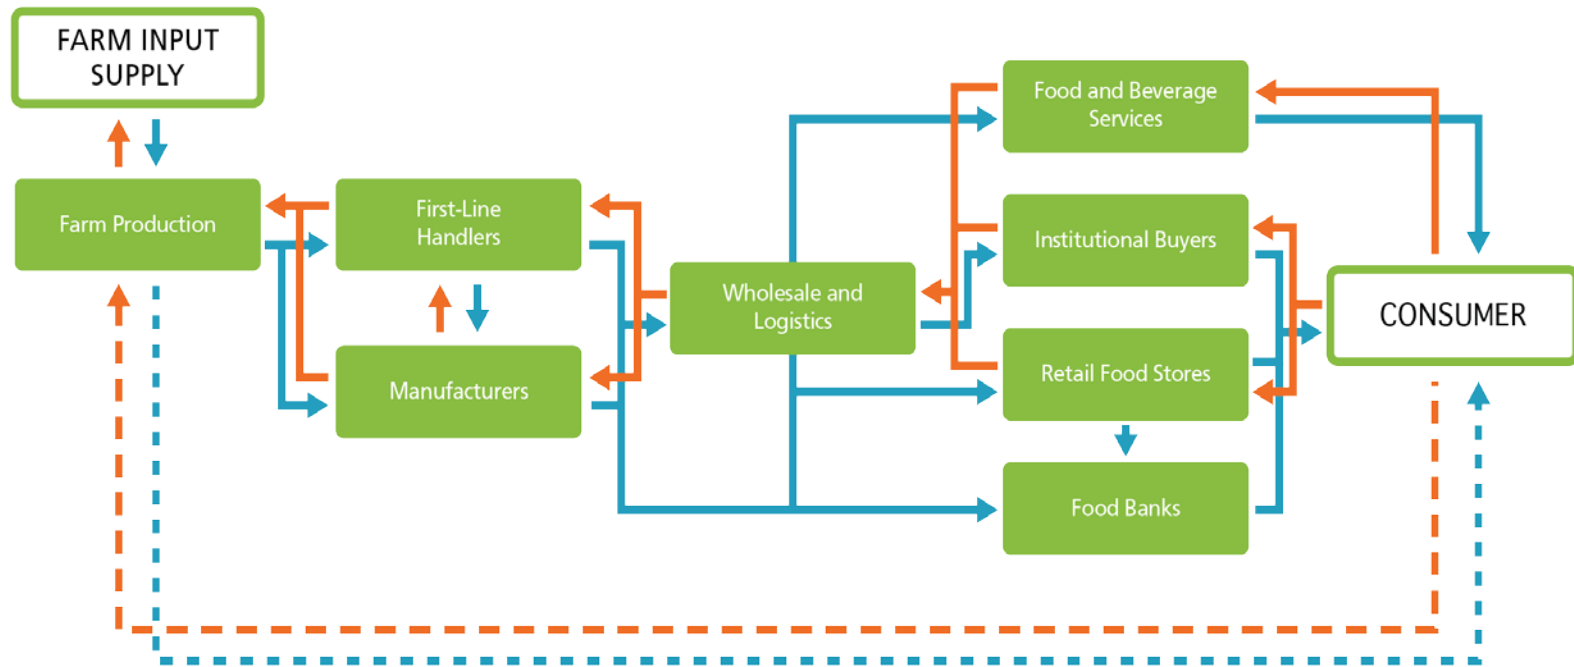 FARM INPUT
SUPPLY
Farm Production
First-Line
Handlers
Manufacturers
Wholesale and
Logistics
Food and Beverage
Services
Institutional Buyers
Retail Food Stores
Food Banks
CONSUMER